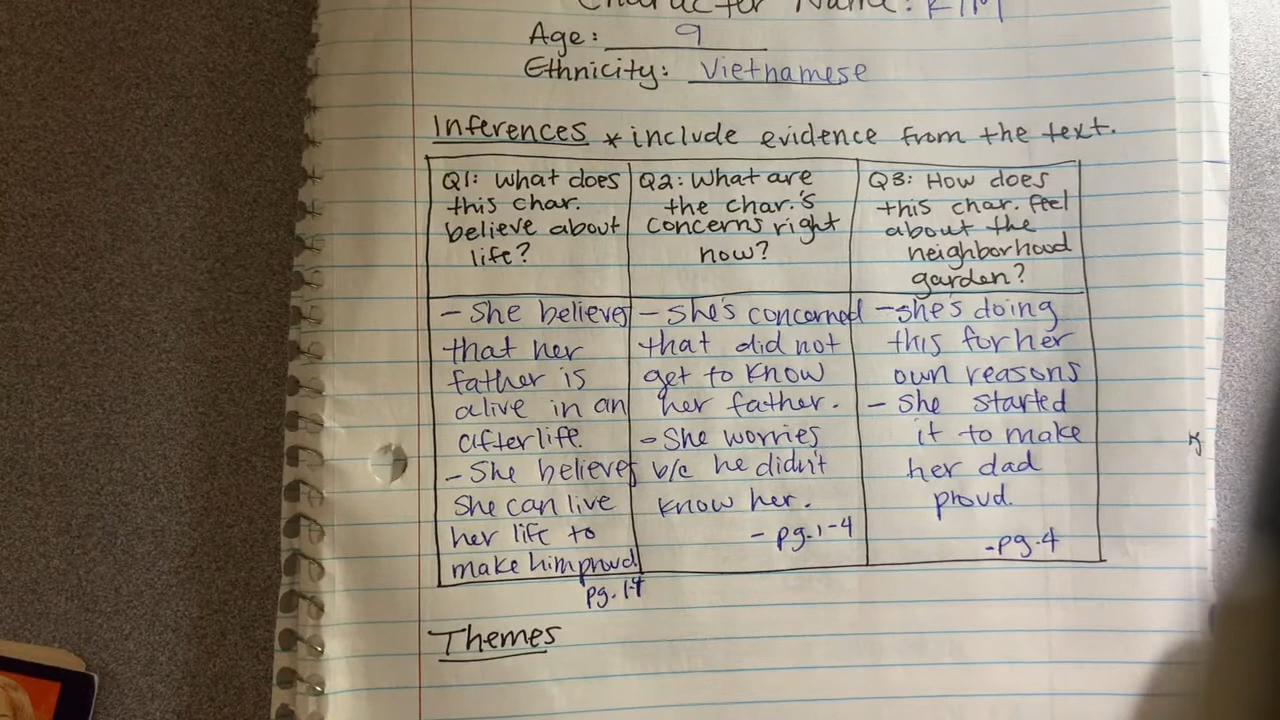 Character Name: KIM
Age: 9
Ethnicity: Vietnamese
Inferences * include evidence from the text.
Q1: What does
this char.
believe about
life?
Q2: What are
the char.'s
concerns right
now?
Q3: How does
this char. feel
about the
neighborhood
garden?
- She believes
that her
father is
alive in an
afterlife.
- She believes
she can live
her life to
make him proud
pg. 1-4
- she's concerned
that did not
get to know
her father.
- She worries
b/c he didn't
know her.
- pg. 1-4
- she's doing
this for her
own reasons
- She started
it to make
her dad
proud.
- pg. 4
Themes